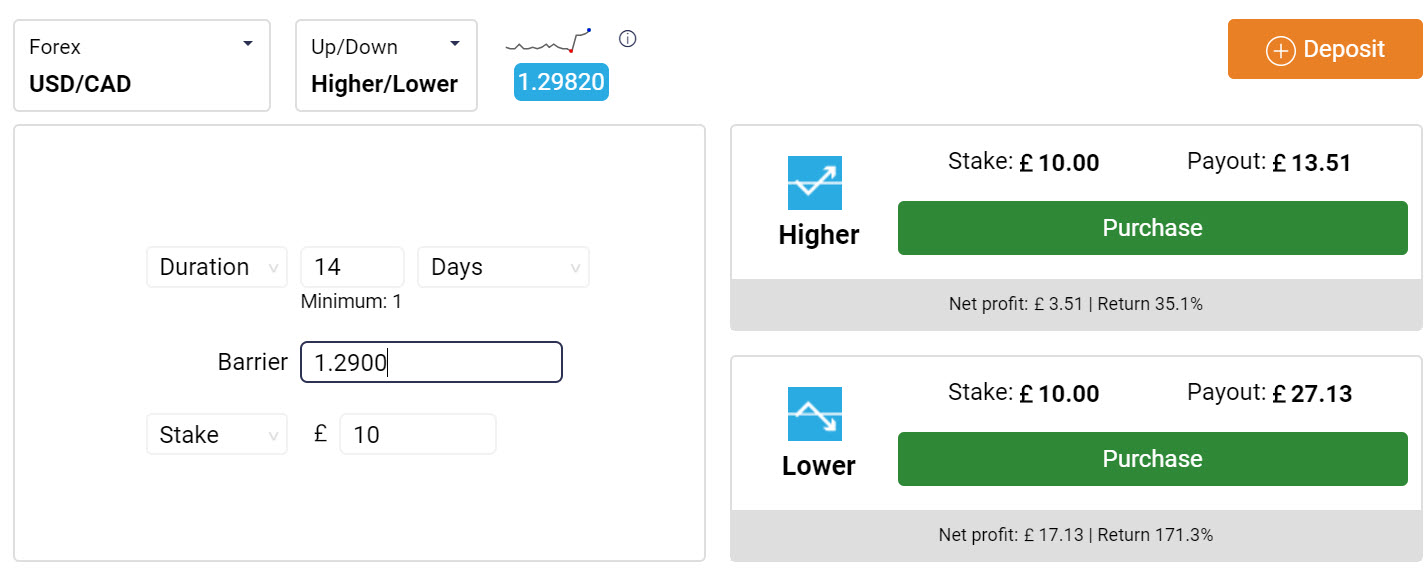 Forex
USD/CAD
Up/Down
Higher/Lower
1.29820
Deposit
Duration 14 Days
Minimum: 1
Barrier 1.2900
Stake £ 10
Stake: £ 10.00 Payout: £ 13.51
Higher
Purchase
Net profit: £ 3.51 | Return 35.1%
Stake: £ 10.00 Payout: £ 27.13
Lower
Purchase
Net profit: £ 17.13 | Return 171.3%